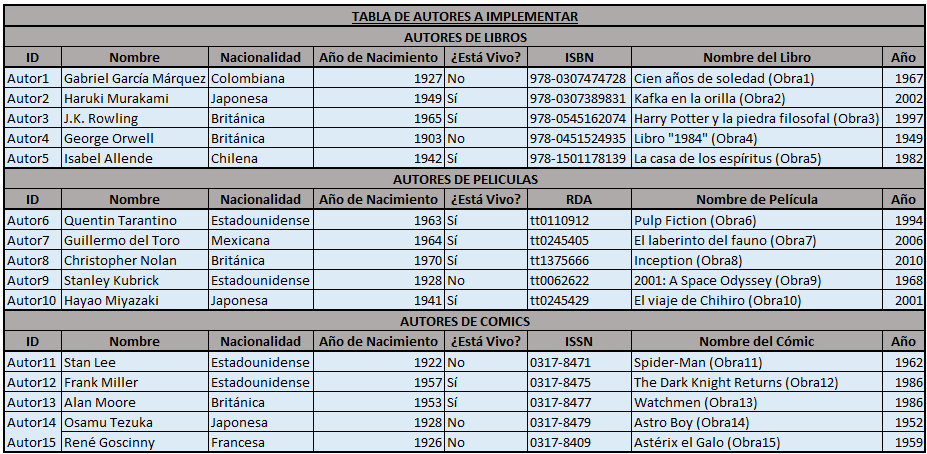 TABLA DE AUTORES A IMPLEMENTAR
AUTORES DE LIBROS
ID Nombre Nacionalidad Año de Nacimiento ¿Está Vivo? ISBN Nombre del Libro Año
Autor1 Gabriel García Márquez Colombiana 1927 No 978-0307474728 Cien años de soledad (Obra1) 1967
Autor2 Haruki Murakami Japonesa 1949 Sí 978-0307389831 Kafka en la orilla (Obra2) 2002
Autor3 J.K. Rowling Británica 1965 Sí 978-0545162074 Harry Potter y la piedra filosofal (Obra3) 1997
Autor4 George Orwell Británica 1903 No 978-0451524935 Libro "1984" (Obra4) 1949
Autor5 Isabel Allende Chilena 1942 Sí 978-1501178139 La casa de los espíritus (Obra5) 1982
AUTORES DE PELICULAS
ID Nombre Nacionalidad Año de Nacimiento ¿Está Vivo? RDA Nombre de Película Año
Autor6 Quentin Tarantino Estadounidense 1963 Sí tt0110912 Pulp Fiction (Obra6) 1994
Autor7 Guillermo del Toro Mexicana 1964 Sí tt0245405 El laberinto del fauno (Obra7) 2006
Autor8 Christopher Nolan Británica 1970 Sí tt1375666 Inception (Obra8) 2010
Autor9 Stanley Kubrick Estadounidense 1928 No tt0062622 2001: A Space Odyssey (Obra9) 1968
Autor10 Hayao Miyazaki Japonesa 1941 Sí tt0245429 El viaje de Chihiro (Obra10) 2001
AUTORES DE COMICS
ID Nombre Nacionalidad Año de Nacimiento ¿Está Vivo? ISSN Nombre del Cómic Año
Autor11 Stan Lee Estadounidense 1922 No 0317-8471 Spider-Man (Obra11) 1962
Autor12 Frank Miller Estadounidense 1957 Sí 0317-8475 The Dark Knight Returns (Obra12) 1986
Autor13 Alan Moore Británica 1953 Sí 0317-8477 Watchmen (Obra13) 1986
Autor14 Osamu Tezuka Japonesa 1928 No 0317-8479 Astro Boy (Obra14) 1952
Autor15 René Goscinny Francesa 1926 No 0317-8409 Astérix el Galo (Obra15) 1959